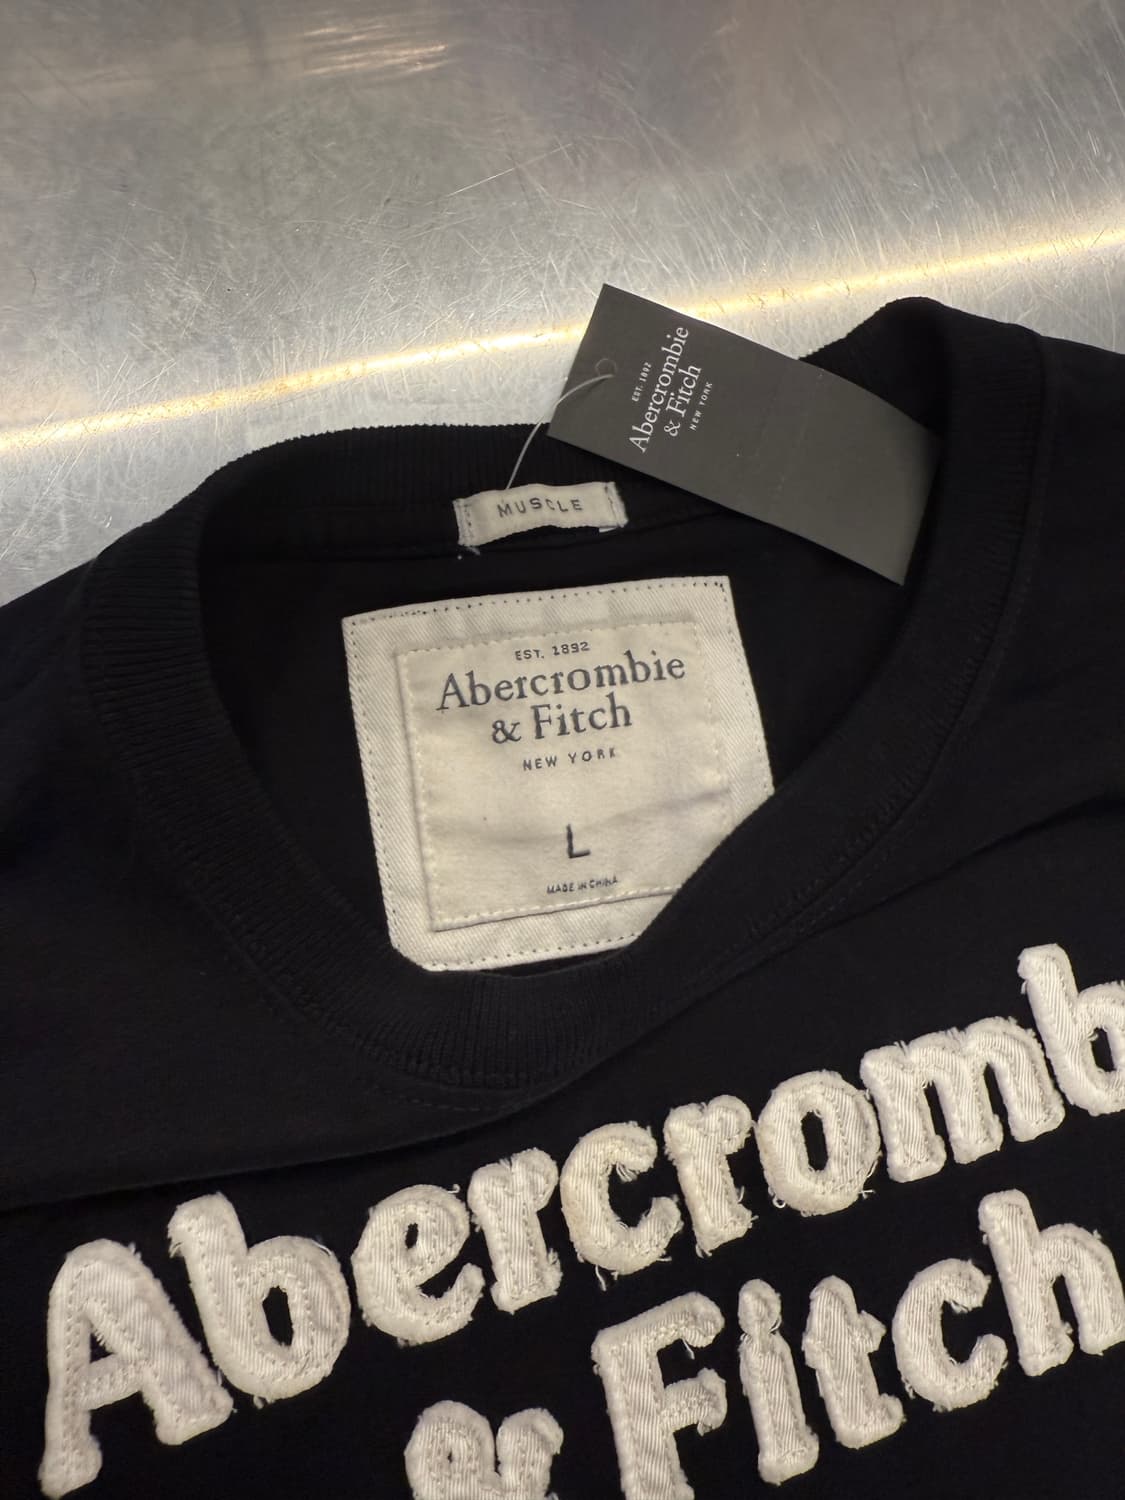 EST. 1892
Abercrombie
& Fitch
NEW YORK
MUSCLE
EST. 1892
Abercrombie
& Fitch
NEW YORK
L
MADE IN CHINA
Abercromb
& Fitch